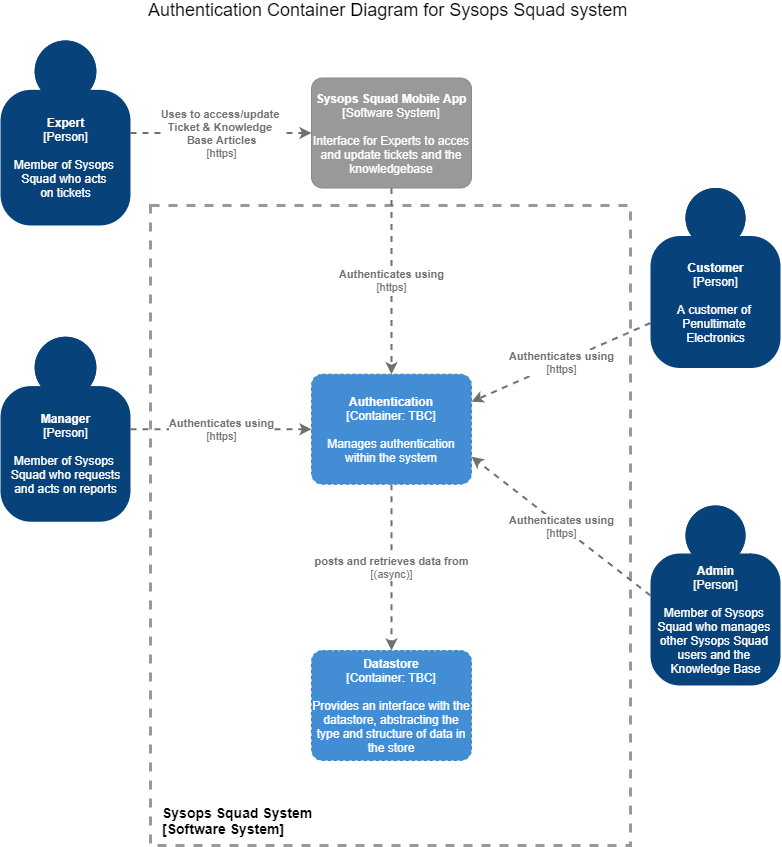 Authentication Container Diagram for Sysops Squad system
Expert
[Person]
Member of Sysops
Squad who acts
on tickets
Uses to access/update
Ticket & Knowledge
Base Articles
[https]
Sysops Squad Mobile App
[Software System]
Interface for Experts to acces
and update tickets and the
knowledgebase
Authenticates using
[https]
Customer
[Person]
A customer of
Penultimate
Electronics
Authenticates using
[https]
Manager
[Person]
Member of Sysops
Squad who requests
and acts on reports
Authenticates using
[https]
Authentication
[Container: TBC]
Manages authentication
within the system
Authenticates using
[https]
Admin
[Person]
Member of Sysops
Squad who manages
other Sysops Squad
users and the
Knowledge Base
posts and retrieves data from
[(async)]
Datastore
[Container: TBC]
Provides an interface with the
datastore, abstracting the
type and structure of data in
the store
Sysops Squad System
[Software System]